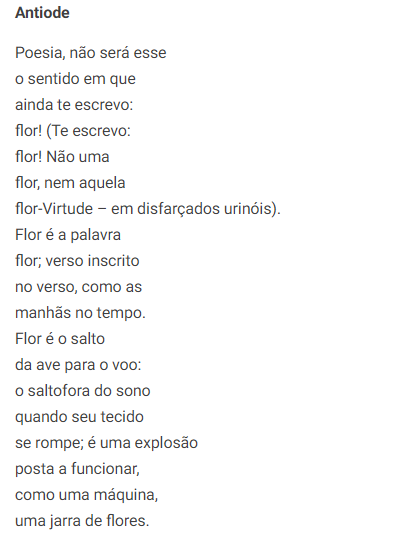 Antiode
Poesia, não será esse
o sentido em que
ainda te escrevo:
flor! (Te escrevo:
flor! Não uma
flor, nem aquela
flor-Virtude – em disfarçados urinóis).
Flor é a palavra
flor; verso inscrito
no verso, como as
manhãs no tempo.
Flor é o salto
da ave para o voo:
o saltofora do sono
quando seu tecido
se rompe; é uma explosão
posta a funcionar,
como uma máquina,
uma jarra de flores.